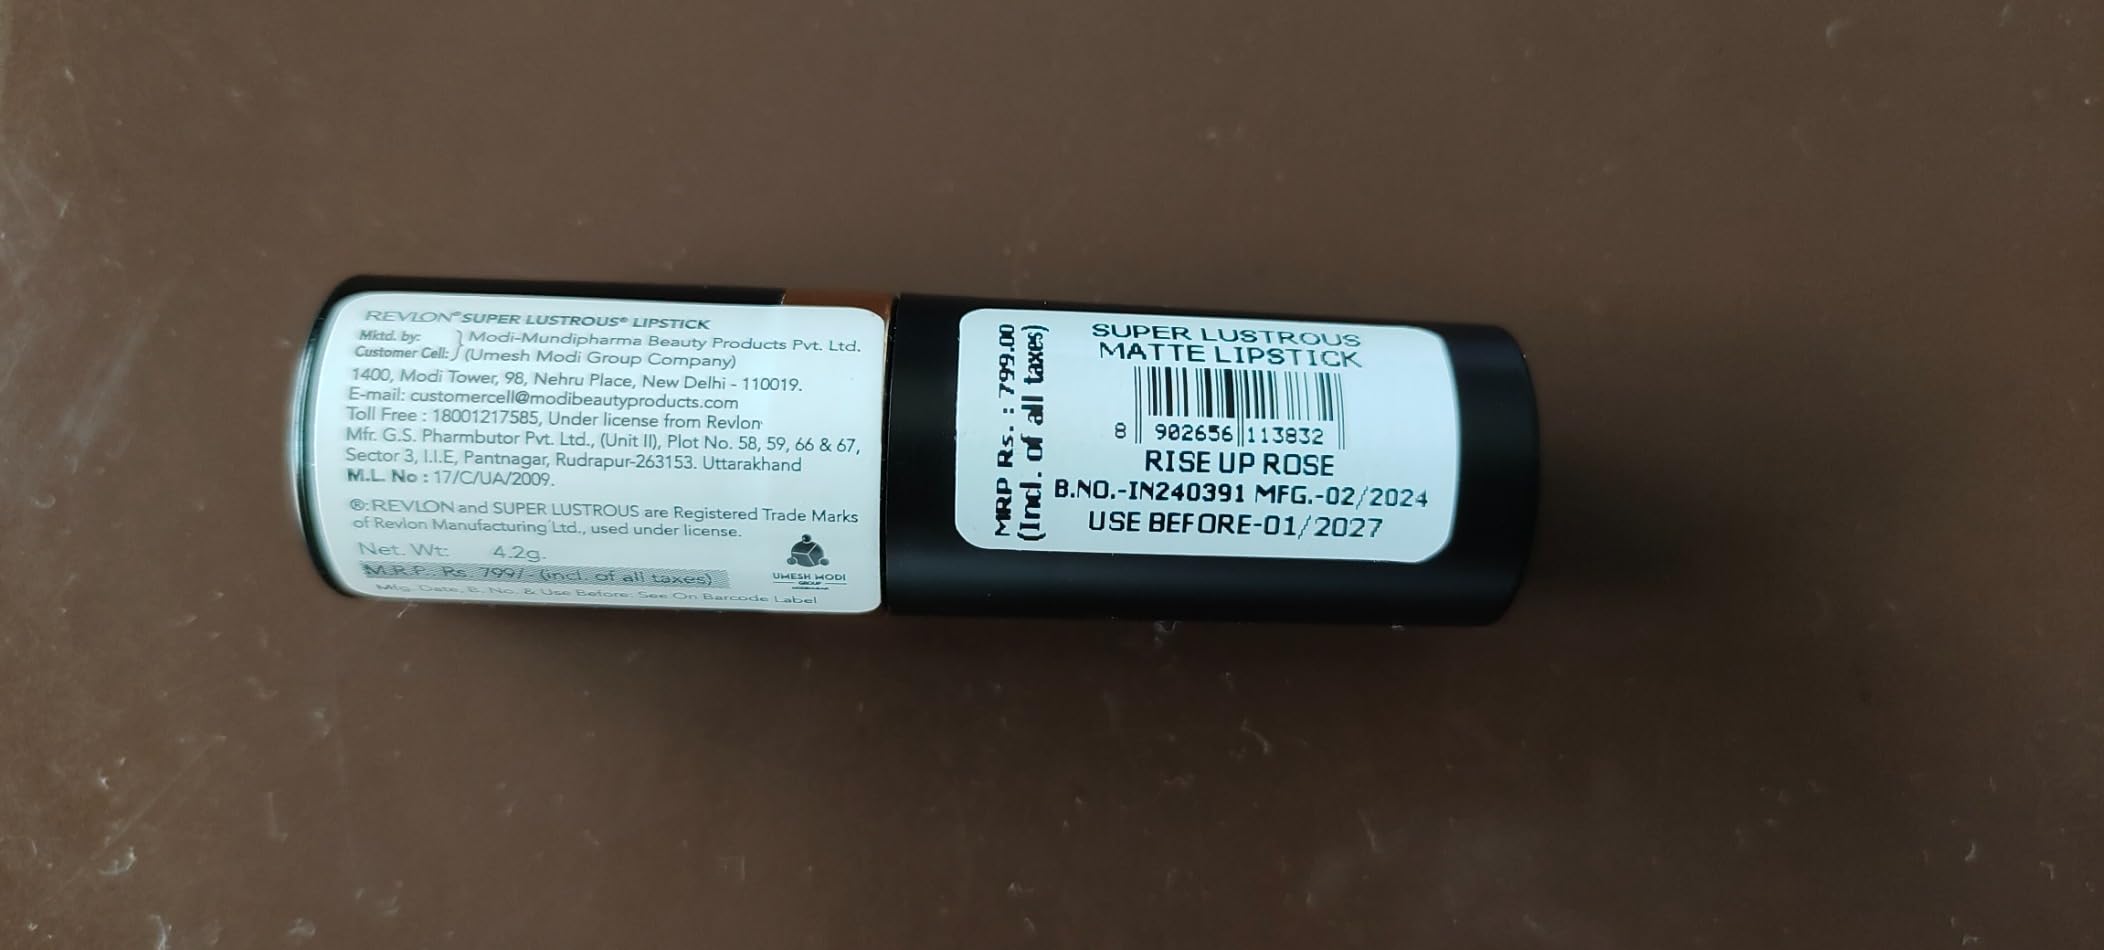 REVLON® SUPER LUSTROUS® LIPSTICK
Mktd. by: } Modi-Mundipharma Beauty Products Pvt. Ltd.
Customer Cell: (Umesh Modi Group Company)
1400, Modi Tower, 98, Nehru Place, New Delhi - 110019.
E-mail: customercell@modibeautyproducts.com
Toll Free : 18001217585, Under license from Revlon
Mfr. G.S. Pharmbutor Pvt. Ltd., (Unit II), Plot No. 58, 59, 66 & 67,
Sector 3, I.I.E, Pantnagar, Rudrapur-263153. Uttarakhand
M.L. No : 17/C/UA/2009.
®: REVLON and SUPER LUSTROUS are Registered Trade Marks
of Revlon Manufacturing Ltd., used under license.
Net. Wt: 4.2g.
M.R.P. Rs. 799/- (incl. of all taxes)
Mfg. Date, B. No. & Use Before: See On Barcode Label
UMESH MODI
GROUP
MRP Rs. : 799.00
(Incl. of all taxes)
SUPER LUSTROUS
MATTE LIPSTICK
8 902656 113832
RISE UP ROSE
B.NO.-IN240391 MFG.-02/2024
USE BEFORE-01/2027